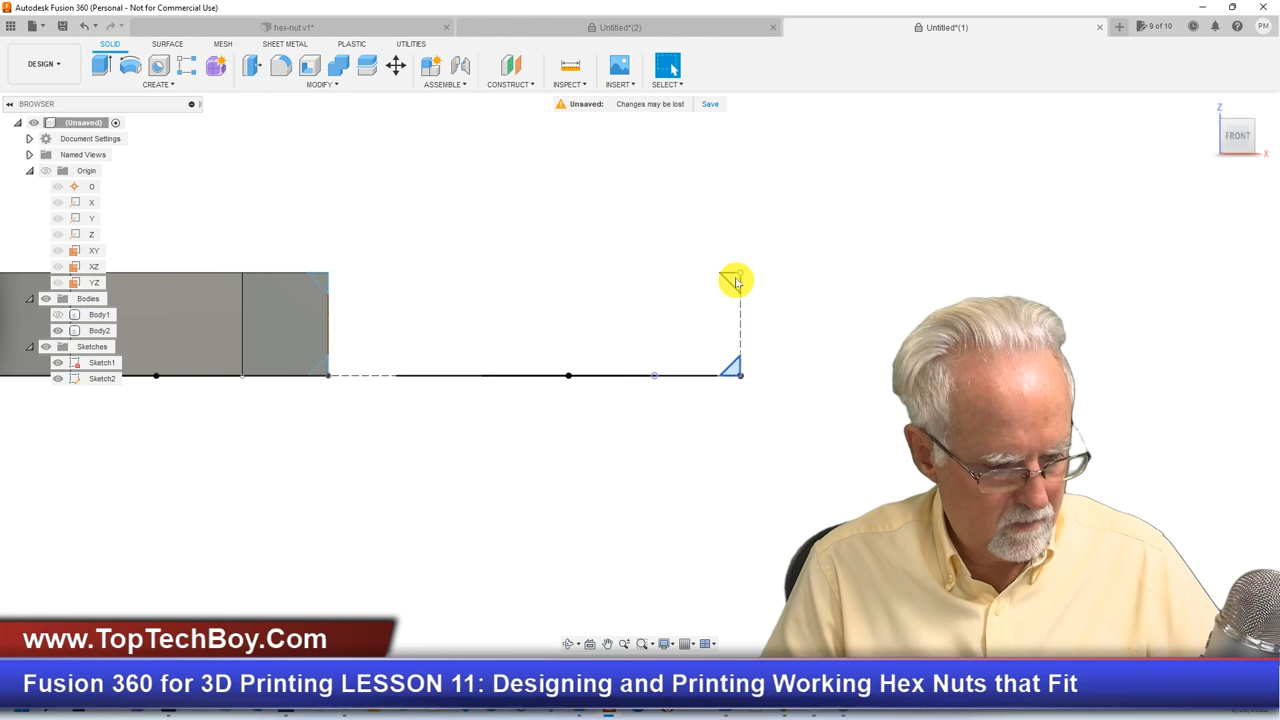 Autodesk Fusion 360 (Personal - Not for Commercial Use)
hex-nut v1*
Untitled*(2)
Untitled*(1)
9 of 10
PM
SOLID
SURFACE
MESH
SHEET METAL
PLASTIC
UTILITIES
DESIGN
CREATE
MODIFY
ASSEMBLE
CONSTRUCT
INSPECT
INSERT
SELECT
BROWSER
Unsaved: Changes may be lost Save
(Unsaved)
Document Settings
Named Views
Origin
O
X
Y
Z
XY
XZ
YZ
Bodies
Body1
Body2
Sketches
Sketch1
Sketch2
Z
FRONT
X
www.TopTechBoy.Com
Fusion 360 for 3D Printing LESSON 11: Designing and Printing Working Hex Nuts that Fit